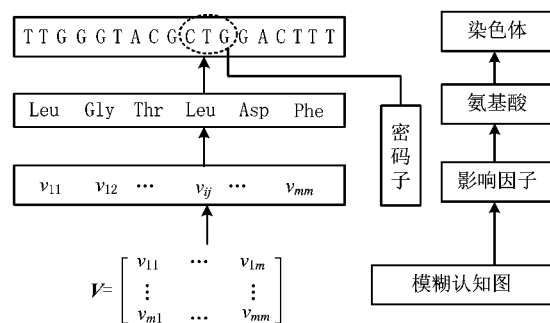 TTGGGTACGCTGGACTTT
Leu Gly Thr Leu Asp Phe
v11 v12 … vij … vmm
V= [ v11 … v1m
⋮ ⋮
vm1 … vmm ]
密码子
染色体
氨基酸
影响因子
模糊认知图